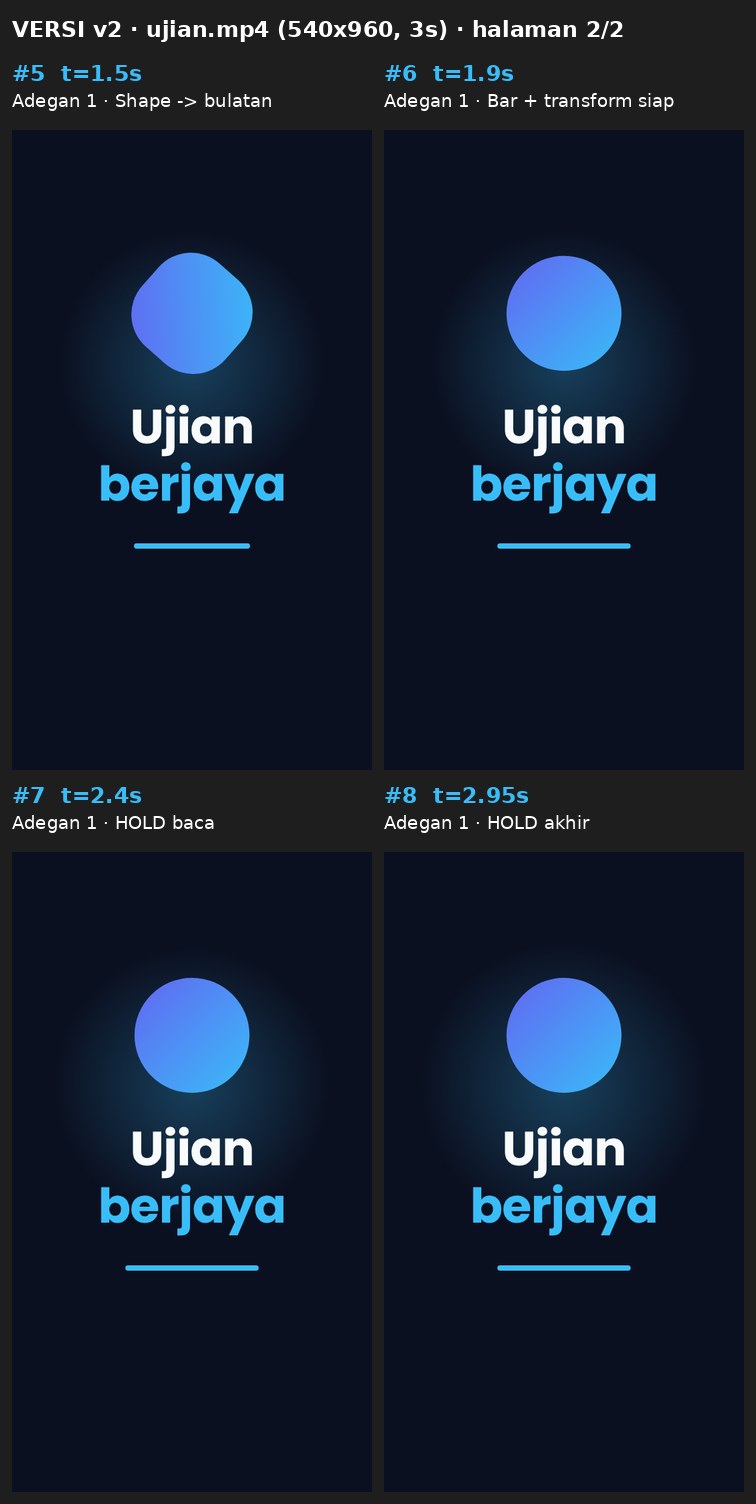 VERSI v2 · ujian.mp4 (540x960, 3s) · halaman 2/2
#5 t=1.5s
Adegan 1 · Shape -> bulatan
Ujian
berjaya
#6 t=1.9s
Adegan 1 · Bar + transform siap
Ujian
berjaya
#7 t=2.4s
Adegan 1 · HOLD baca
Ujian
berjaya
#8 t=2.95s
Adegan 1 · HOLD akhir
Ujian
berjaya